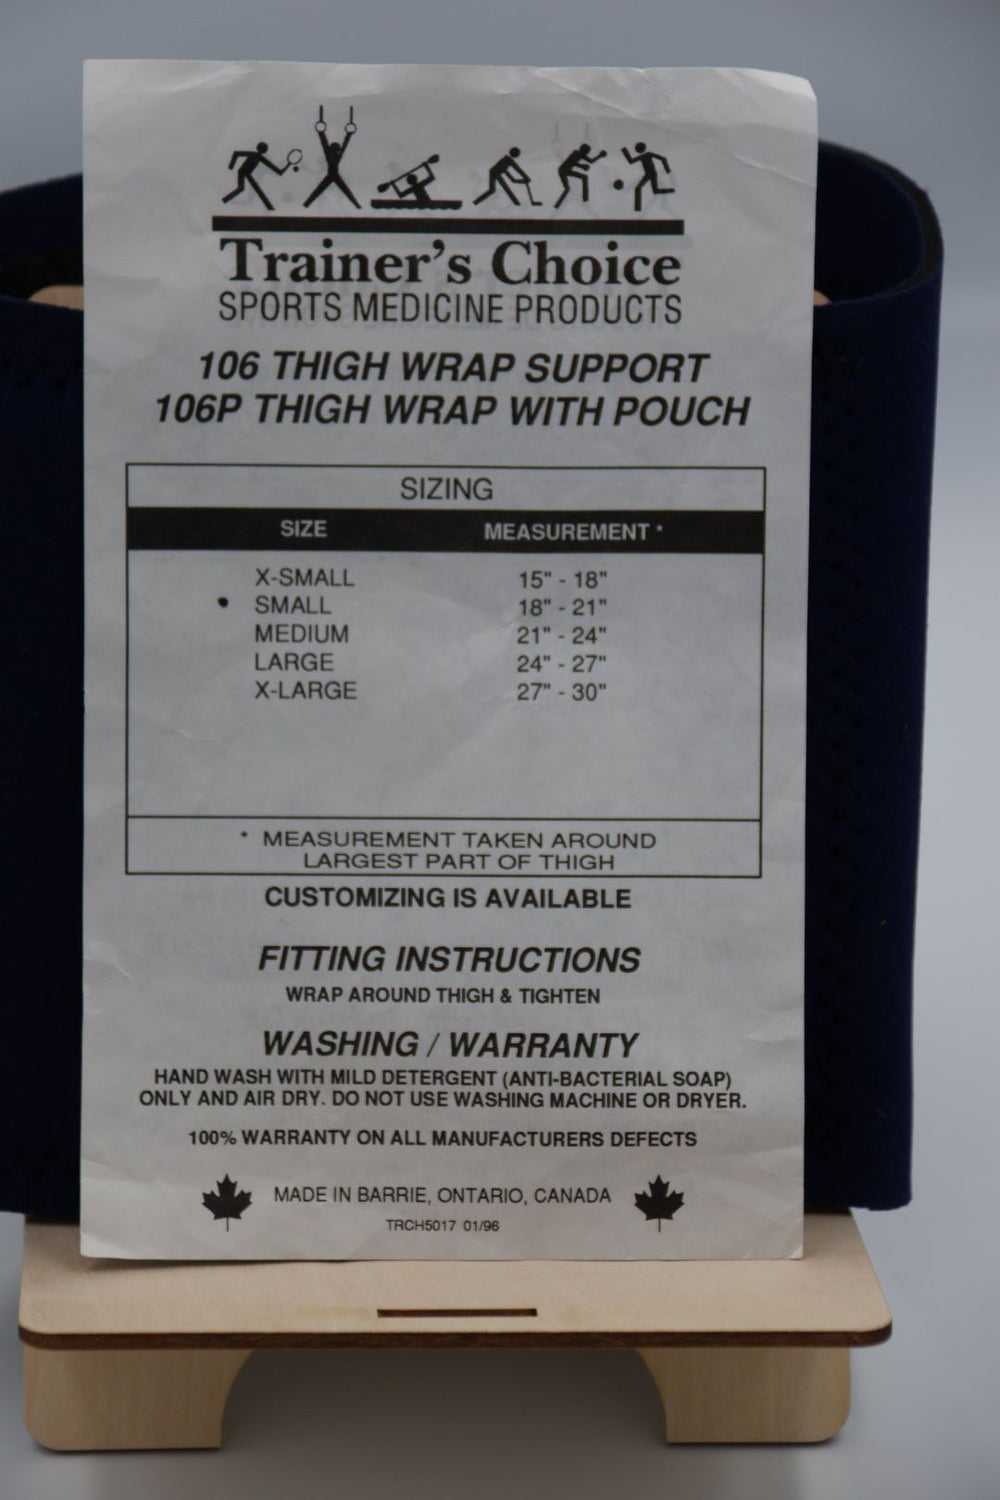 Trainer's Choice
SPORTS MEDICINE PRODUCTS
106 THIGH WRAP SUPPORT
106P THIGH WRAP WITH POUCH
SIZING
SIZE MEASUREMENT *
X-SMALL 15" - 18"
• SMALL 18" - 21"
MEDIUM 21" - 24"
LARGE 24" - 27"
X-LARGE 27" - 30"
* MEASUREMENT TAKEN AROUND
LARGEST PART OF THIGH
CUSTOMIZING IS AVAILABLE
FITTING INSTRUCTIONS
WRAP AROUND THIGH & TIGHTEN
WASHING / WARRANTY
HAND WASH WITH MILD DETERGENT (ANTI-BACTERIAL SOAP)
ONLY AND AIR DRY. DO NOT USE WASHING MACHINE OR DRYER.
100% WARRANTY ON ALL MANUFACTURERS DEFECTS
MADE IN BARRIE, ONTARIO, CANADA
TRCH5017 01/96